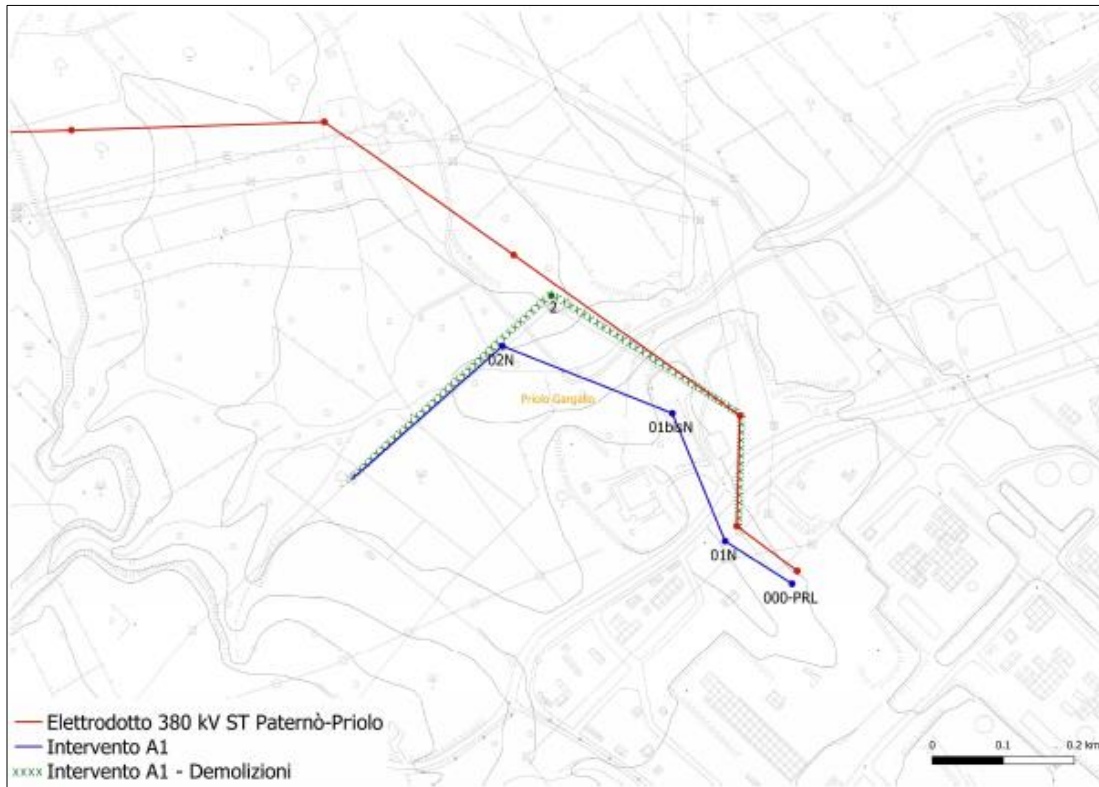 2
02N
Priolo Gargallo
01bisN
01N
000-PRL
Elettrodotto 380 kV ST Paternò-Priolo
Intervento A1
xxxx Intervento A1 - Demolizioni
0 0.1 0.2 km